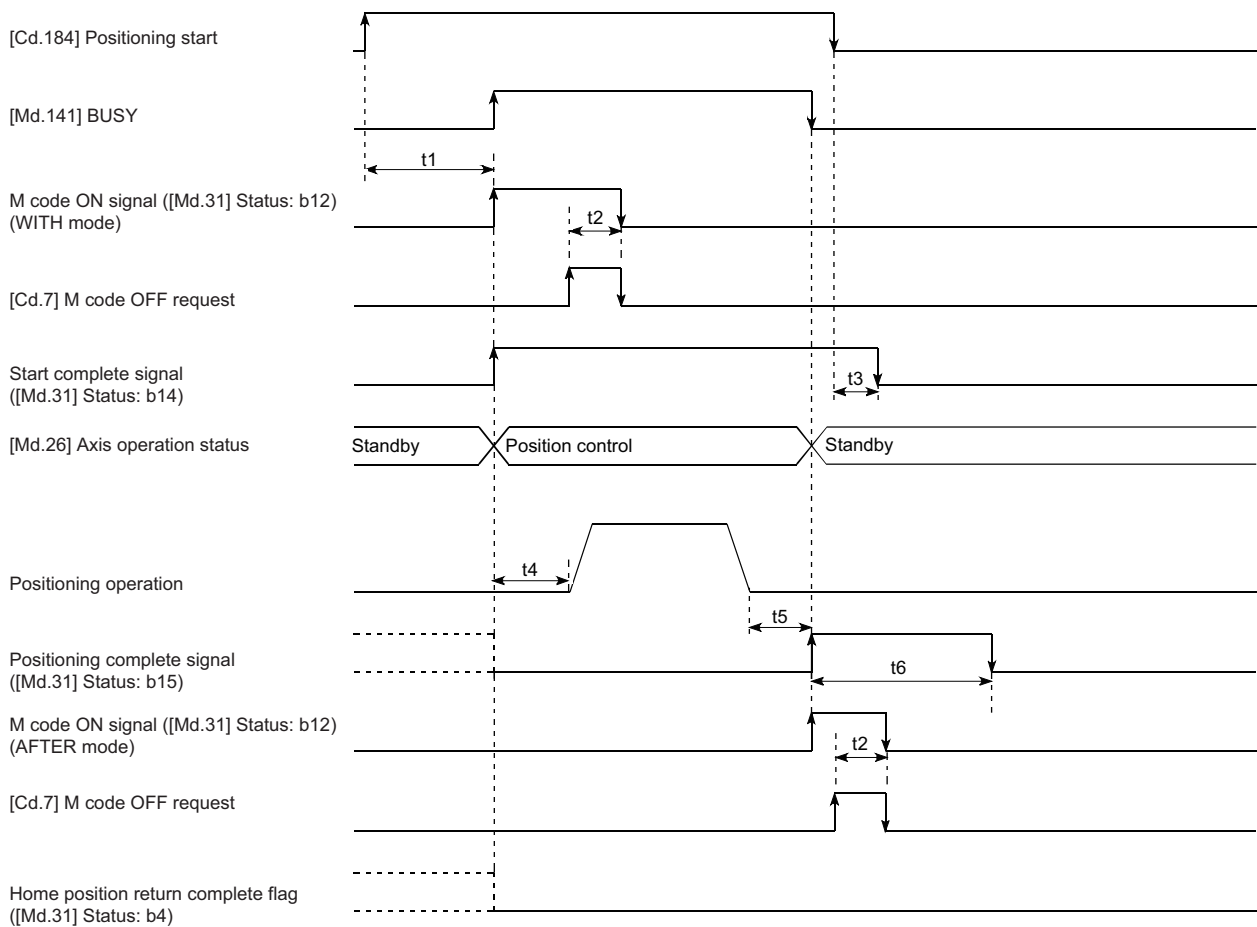 [Cd.184] Positioning start
[Md.141] BUSY
t1
M code ON signal ([Md.31] Status: b12)
(WITH mode)
t2
[Cd.7] M code OFF request
Start complete signal
([Md.31] Status: b14)
t3
[Md.26] Axis operation status
Standby
Position control
Standby
t4
Positioning operation
t5
Positioning complete signal
([Md.31] Status: b15)
t6
M code ON signal ([Md.31] Status: b12)
(AFTER mode)
t2
[Cd.7] M code OFF request
Home position return complete flag
([Md.31] Status: b4)